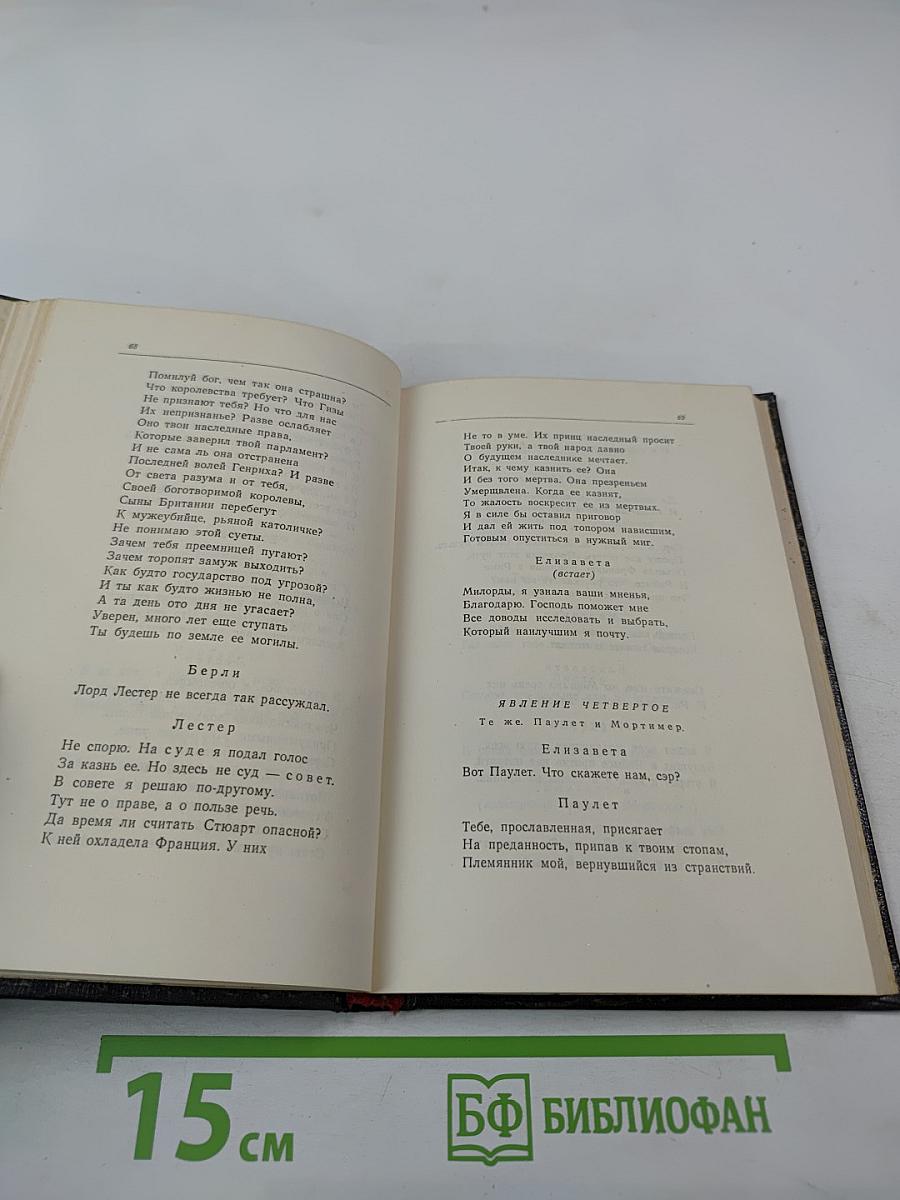 68
Помилуй бог, чем так она страшна?
Что королевства требует? Что Гизы
Не признают тебя? Но что для нас
Их непризнанье? Разве ослабляет
Оно твои наследные права,
Которые заверил твой парламент?
И не сама ль она отстранена
Последней волей Генриха? И разве
От света разума и от тебя,
Своей боготворимой королевы,
Сыны Британии перебегут
К мужеубийце, рьяной католичке?
Не понимаю этой суеты.
Зачем тебя преемницей пугают?
Зачем торопят замуж выходить?
Как будто государство под угрозой?
И ты как будто жизнью не полна,
А та день ото дня не угасает?
Уверен, много лет еще ступать
Ты будешь по земле ее могилы.
Берли
Лорд Лестер не всегда так рассуждал.
Лестер
Не спорю. На суде я подал голос
За казнь ее. Но здесь не суд — совет.
В совете я решаю по-другому.
Тут не о праве, а о пользе речь.
Да время ли считать Стюарт опасной?
К ней охладела Франция. У них
69
Не то в уме. Их принц наследный просит
Твоей руки, а твой народ давно
О будущем наследнике мечтает.
Итак, к чему казнить ее? Она
И без того мертва. Она презреньем
Умерщвлена. Когда ее казнят,
То жалость воскресит ее из мертвых.
Я в силе бы оставил приговор
И дал ей жить под топором нависшим,
Готовым опуститься в нужный миг.
Елизавета
(встает)
Милорды, я узнала ваши мненья,
Благодарю. Господь поможет мне
Все доводы исследовать и выбрать,
Который наилучшим я почту.
ЯВЛЕНИЕ ЧЕТВЕРТОЕ
Те же. Паулет и Мортимер.
Елизавета
Вот Паулет. Что скажете нам, сэр?
Паулет
Тебе, прославленная, присягает
На преданность, припав к твоим стопам,
Племянник мой, вернувшийся из странствий.
15 см
БФ БИБЛИОФАН